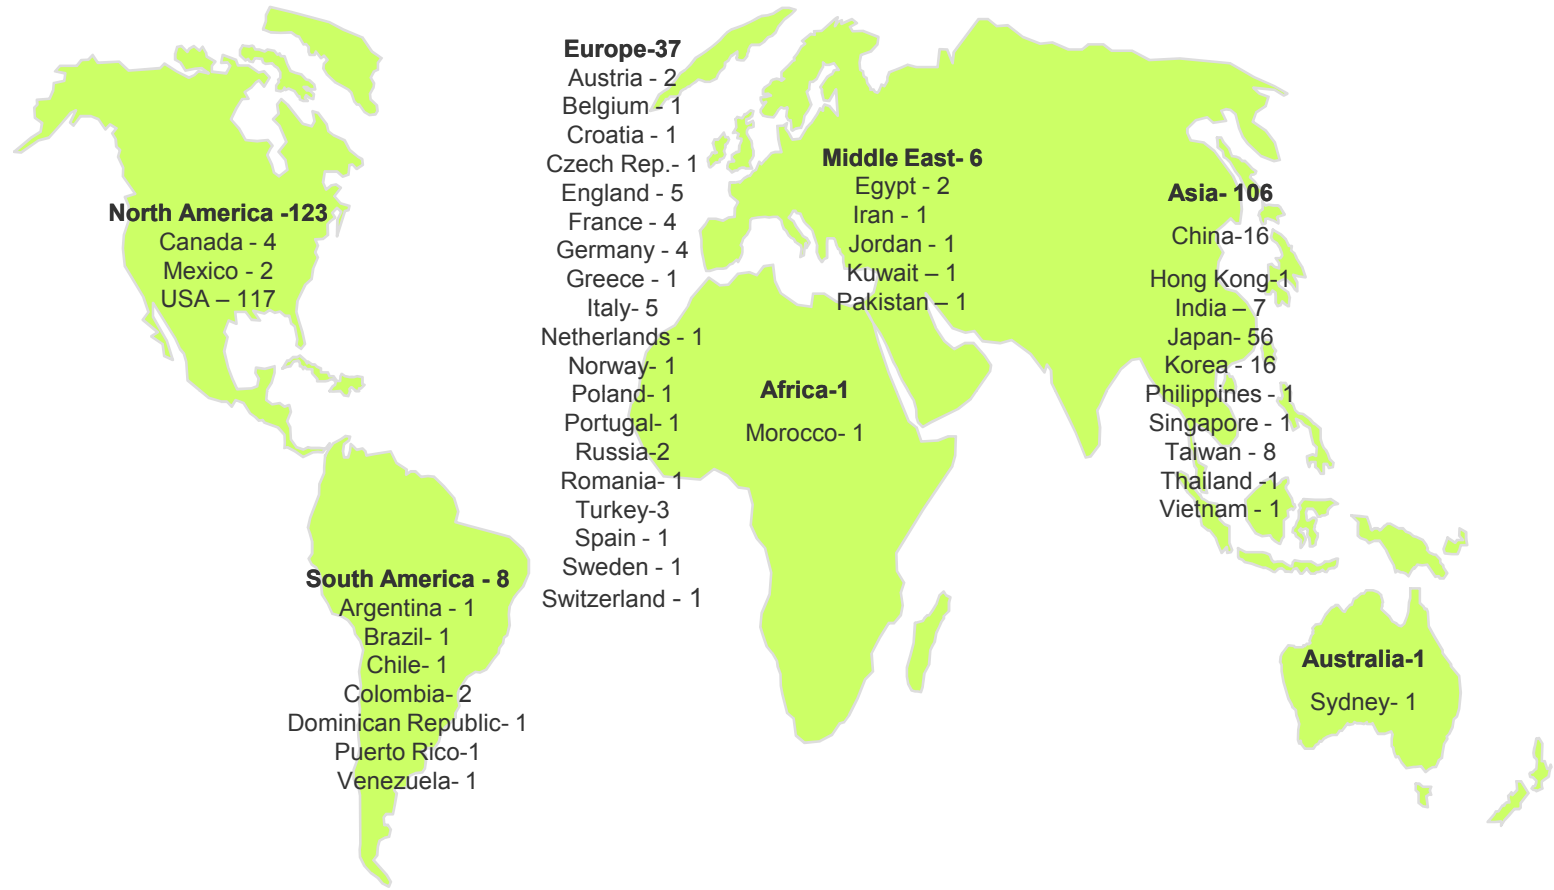 North America -123
Canada - 4
Mexico - 2
USA – 117
South America - 8
Argentina - 1
Brazil- 1
Chile- 1
Colombia- 2
Dominican Republic- 1
Puerto Rico-1
Venezuela- 1
Europe-37
Austria - 2
Belgium - 1
Croatia - 1
Czech Rep.- 1
England - 5
France - 4
Germany - 4
Greece - 1
Italy- 5
Netherlands - 1
Norway- 1
Poland- 1
Portugal- 1
Russia-2
Romania- 1
Turkey-3
Spain - 1
Sweden - 1
Switzerland - 1
Middle East- 6
Egypt - 2
Iran - 1
Jordan - 1
Kuwait – 1
Pakistan – 1
Africa-1
Morocco- 1
Asia- 106
China-16
Hong Kong-1
India – 7
Japan- 56
Korea - 16
Philippines - 1
Singapore - 1
Taiwan - 8
Thailand -1
Vietnam - 1
Australia-1
Sydney- 1